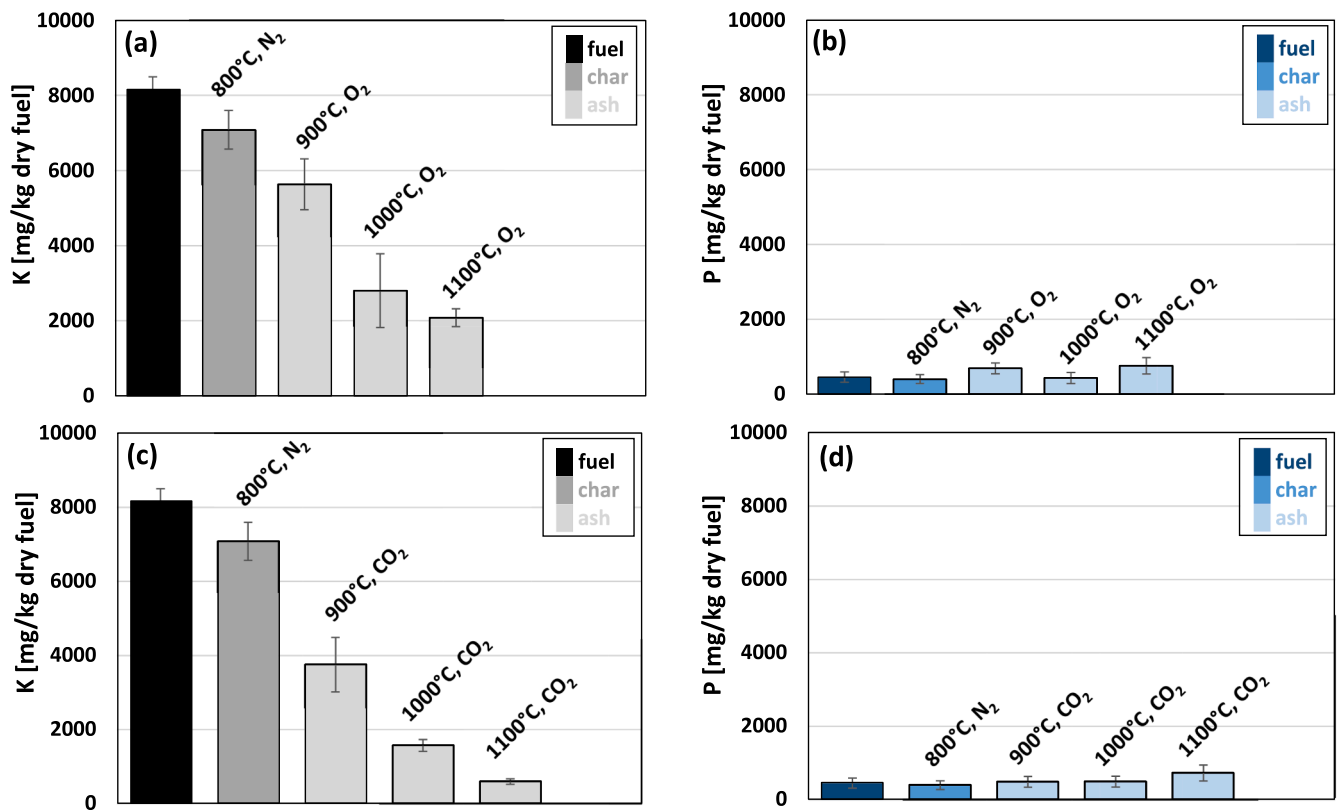 (a)
K [mg/kg dry fuel]
10000
8000
6000
4000
2000
0
800°C, N₂
900°C, O₂
1000°C, O₂
1100°C, O₂
fuel
char
ash
(b)
P [mg/kg dry fuel]
10000
8000
6000
4000
2000
0
800°C, N₂
900°C, O₂
1000°C, O₂
1100°C, O₂
fuel
char
ash
(c)
K [mg/kg dry fuel]
10000
8000
6000
4000
2000
0
800°C, N₂
900°C, CO₂
1000°C, CO₂
1100°C, CO₂
fuel
char
ash
(d)
P [mg/kg dry fuel]
10000
8000
6000
4000
2000
0
800°C, N₂
900°C, CO₂
1000°C, CO₂
1100°C, CO₂
fuel
char
ash